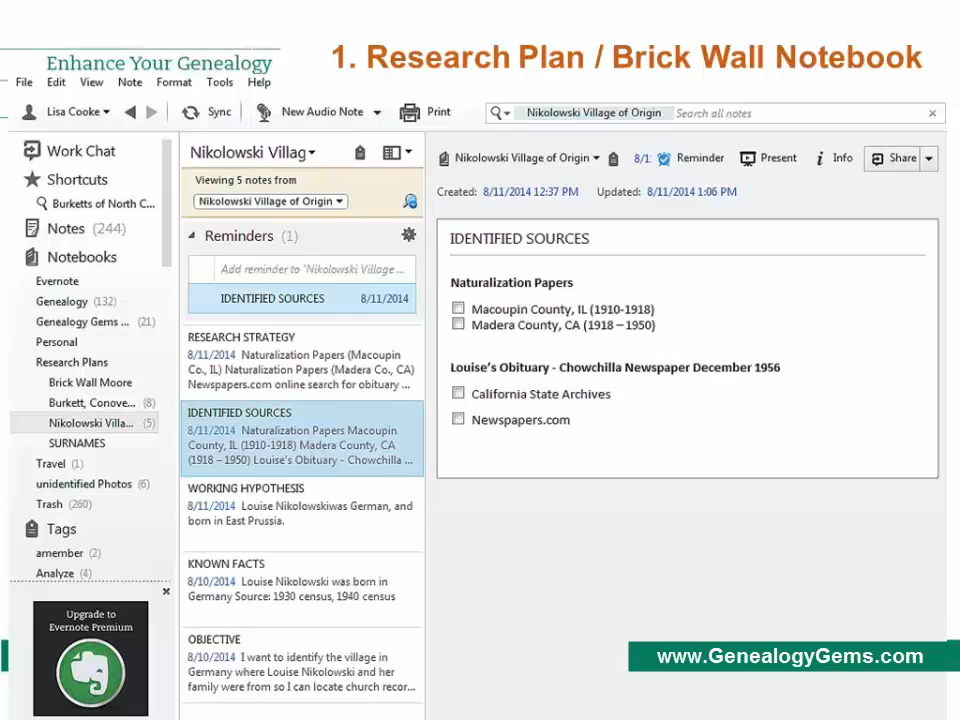 1. Research Plan / Brick Wall Notebook
Enhance Your Genealogy
File Edit View Note Format Tools Help
Lisa Cooke Sync New Audio Note Print Nikolowski Village of Origin Search all notes
Work Chat
Shortcuts
Burketts of North C...
Notes (244)
Notebooks
Evernote
Genealogy (132)
Genealogy Gems ... (21)
Personal
Research Plans
Brick Wall Moore
Burkett, Conove... (8)
Nikolowski Villa... (5)
SURNAMES
Travel (1)
unidentified Photos (6)
Trash (260)
Tags
amember (2)
Analyze (4)
Upgrade to
Evernote Premium
Nikolowski Villag
Viewing 5 notes from
Nikolowski Village of Origin
Reminders (1)
Add reminder to "Nikolowski Village ...
IDENTIFIED SOURCES 8/11/2014
RESEARCH STRATEGY
8/11/2014 Naturalization Papers (Macoupin
Co., IL) Naturalization Papers (Madera Co., CA)
Newspapers.com online search for obituary ...
IDENTIFIED SOURCES
8/11/2014 Naturalization Papers Macoupin
County, IL (1910-1918) Madera County, CA
(1918 – 1950) Louise's Obituary - Chowchilla ...
WORKING HYPOTHESIS
8/11/2014 Louise Nikolowskiwas German, and
born in East Prussia.
KNOWN FACTS
8/10/2014 Louise Nikolowski was born in
Germany Source: 1930 census, 1940 census
OBJECTIVE
8/10/2014 I want to identify the village in
Germany where Louise Nikolowski and her
family were from so I can locate church recor...
Nikolowski Village of Origin 8/1: Reminder Present Info Share
Created: 8/11/2014 12:37 PM Updated: 8/11/2014 1:06 PM
IDENTIFIED SOURCES
Naturalization Papers
Macoupin County, IL (1910-1918)
Madera County, CA (1918 – 1950)
Louise's Obituary - Chowchilla Newspaper December 1956
California State Archives
Newspapers.com
www.GenealogyGems.com